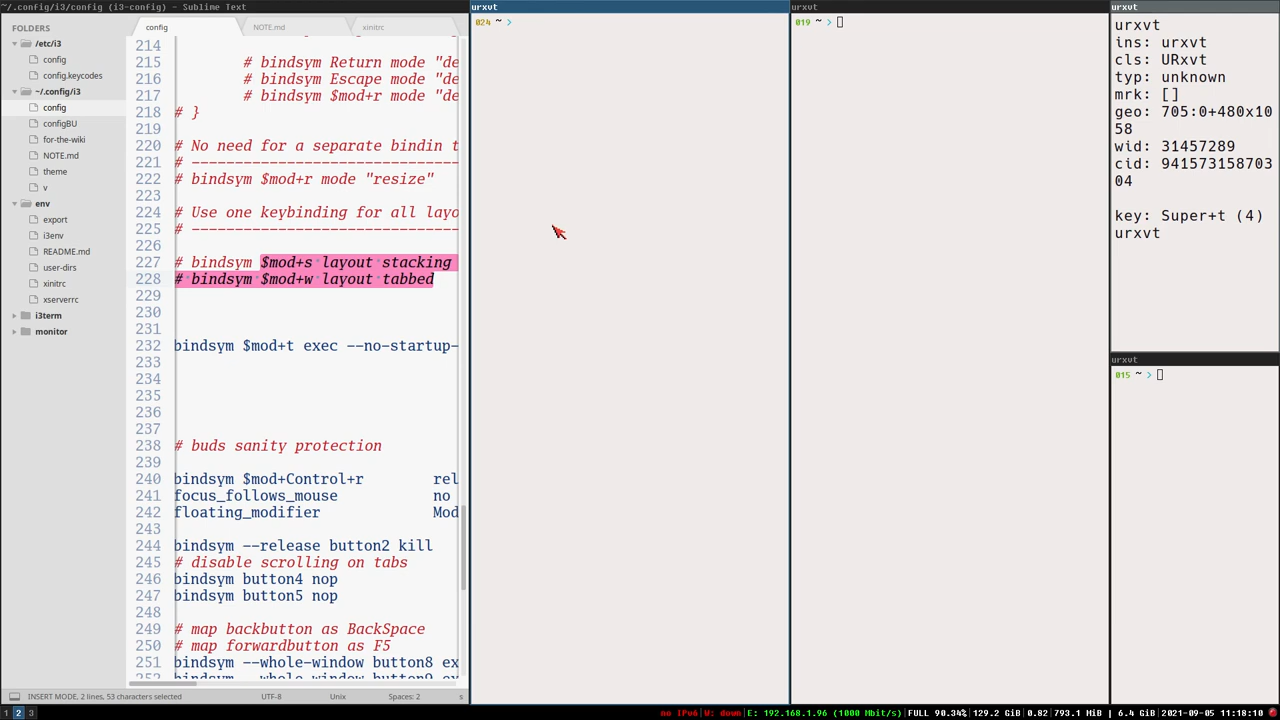 ~/.config/i3/config (i3-config) - Sublime Text
FOLDERS
/etc/i3
config
config.keycodes
~/.config/i3
config
configBU
for-the-wiki
NOTE.md
theme
v
env
export
i3env
README.md
user-dirs
xinitrc
xserverrc
i3term
monitor
config
NOTE.md
xinitrc
214
215 # bindsym Return mode "de
216 # bindsym Escape mode "de
217 # bindsym $mod+r mode "de
218 # }
219
220 # No need for a separate bindin t
221 # ----------------------------------
222 # bindsym $mod+r mode "resize"
223
224 # Use one keybinding for all layo
225 # ----------------------------------
226
227 # bindsym $mod+s layout stacking
228 # bindsym $mod+w layout tabbed
229
230
231
232 bindsym $mod+t exec --no-startup-
233
234
235
236
237
238 # buds sanity protection
239
240 bindsym $mod+Control+r rel
241 focus_follows_mouse no
242 floating_modifier Mod
243
244 bindsym --release button2 kill
245 # disable scrolling on tabs
246 bindsym button4 nop
247 bindsym button5 nop
248
249 # map backbutton as BackSpace
250 # map forwardbutton as F5
251 bindsym --whole-window button8 ex
INSERT MODE, 2 lines, 53 characters selected
UTF-8
Unix
Spaces: 2
s
urxvt
024 ~ >
urxvt
019 ~ >
urxvt
urxvt
ins: urxvt
cls: URxvt
typ: unknown
mrk: []
geo: 705:0+480x10
58
wid: 31457289
cid: 941573158703
04
key: Super+t (4)
urxvt
urxvt
015 ~ >
1 2 3
no IPv6|W: down|E: 192.168.1.96 (1000 Mbit/s)|FULL 90.34%|129.2 GiB|0.82|793.1 MiB | 6.4 GiB|2021-09-05 11:18:10